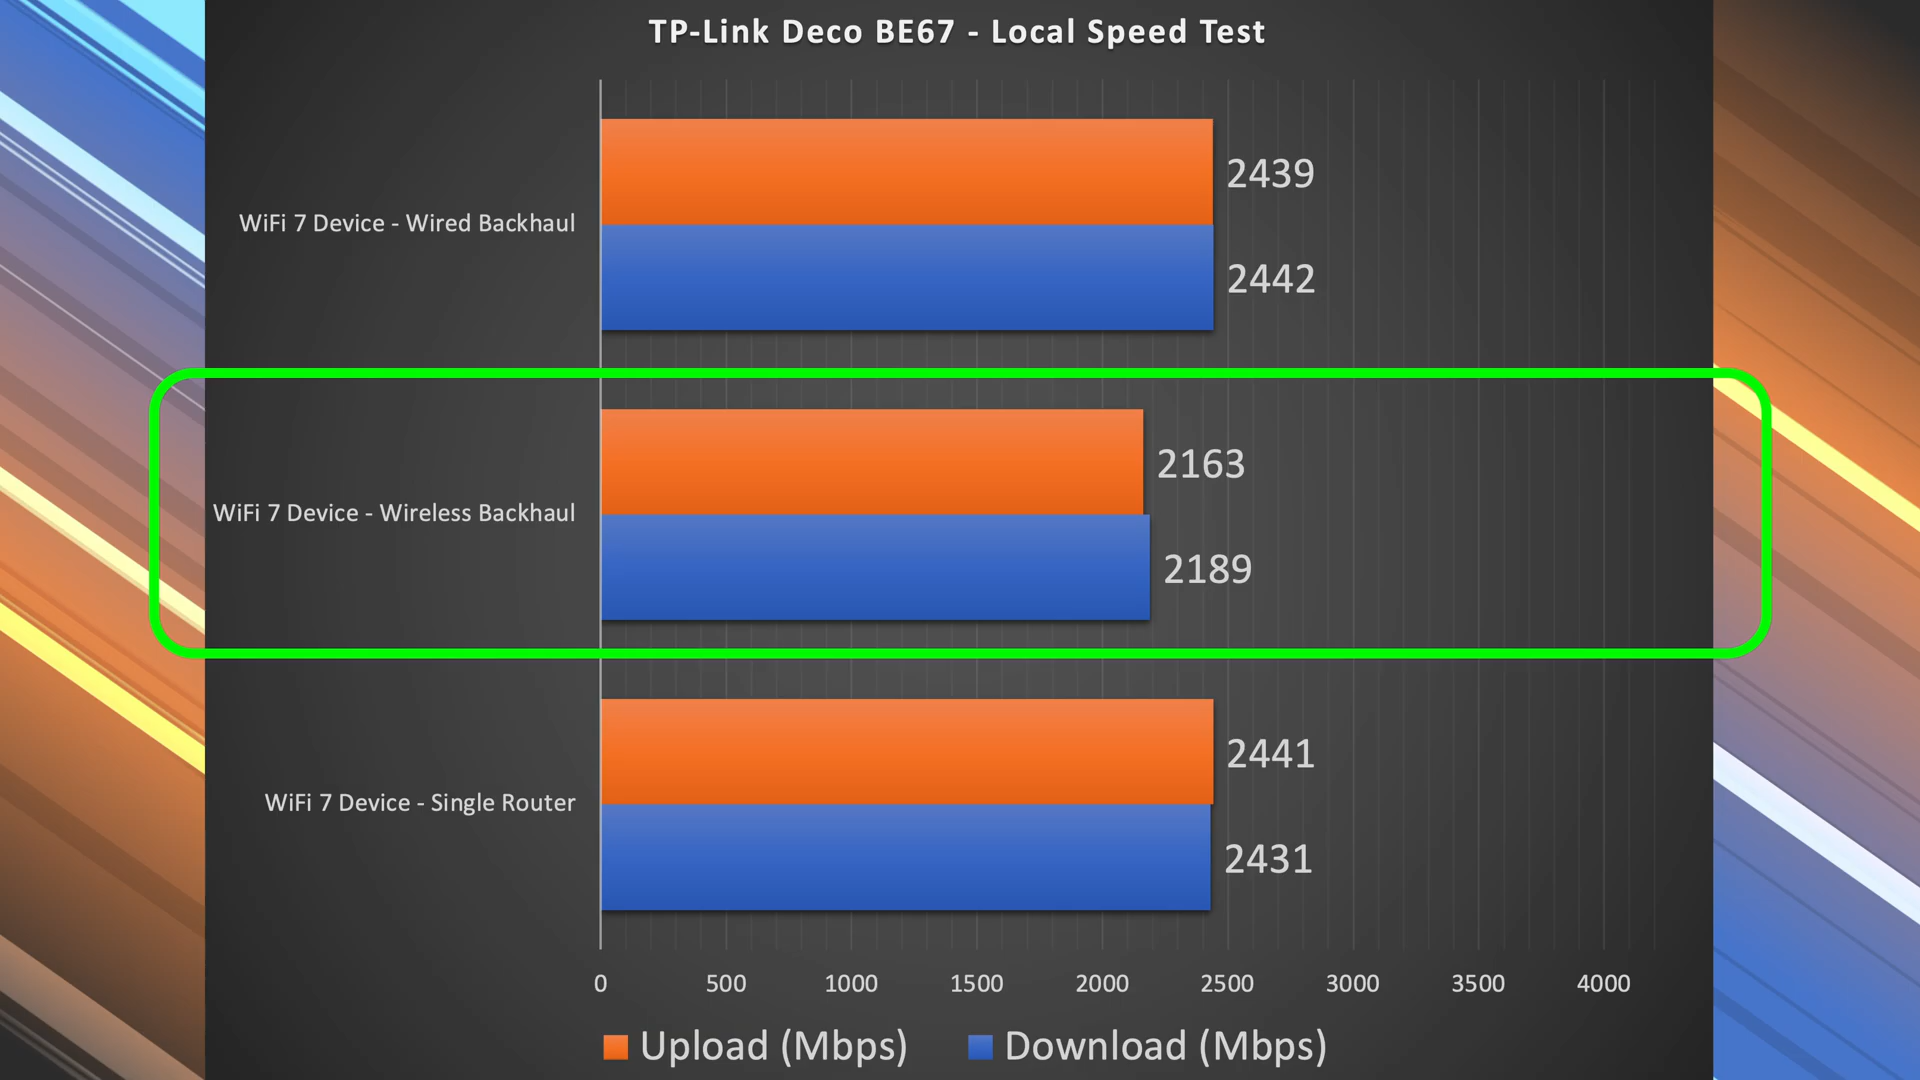 TP-Link Deco BE67 - Local Speed Test
2439
WiFi 7 Device - Wired Backhaul
2442
2163
WiFi 7 Device - Wireless Backhaul
2189
2441
WiFi 7 Device - Single Router
2431
0 500 1000 1500 2000 2500 3000 3500 4000
Upload (Mbps) Download (Mbps)